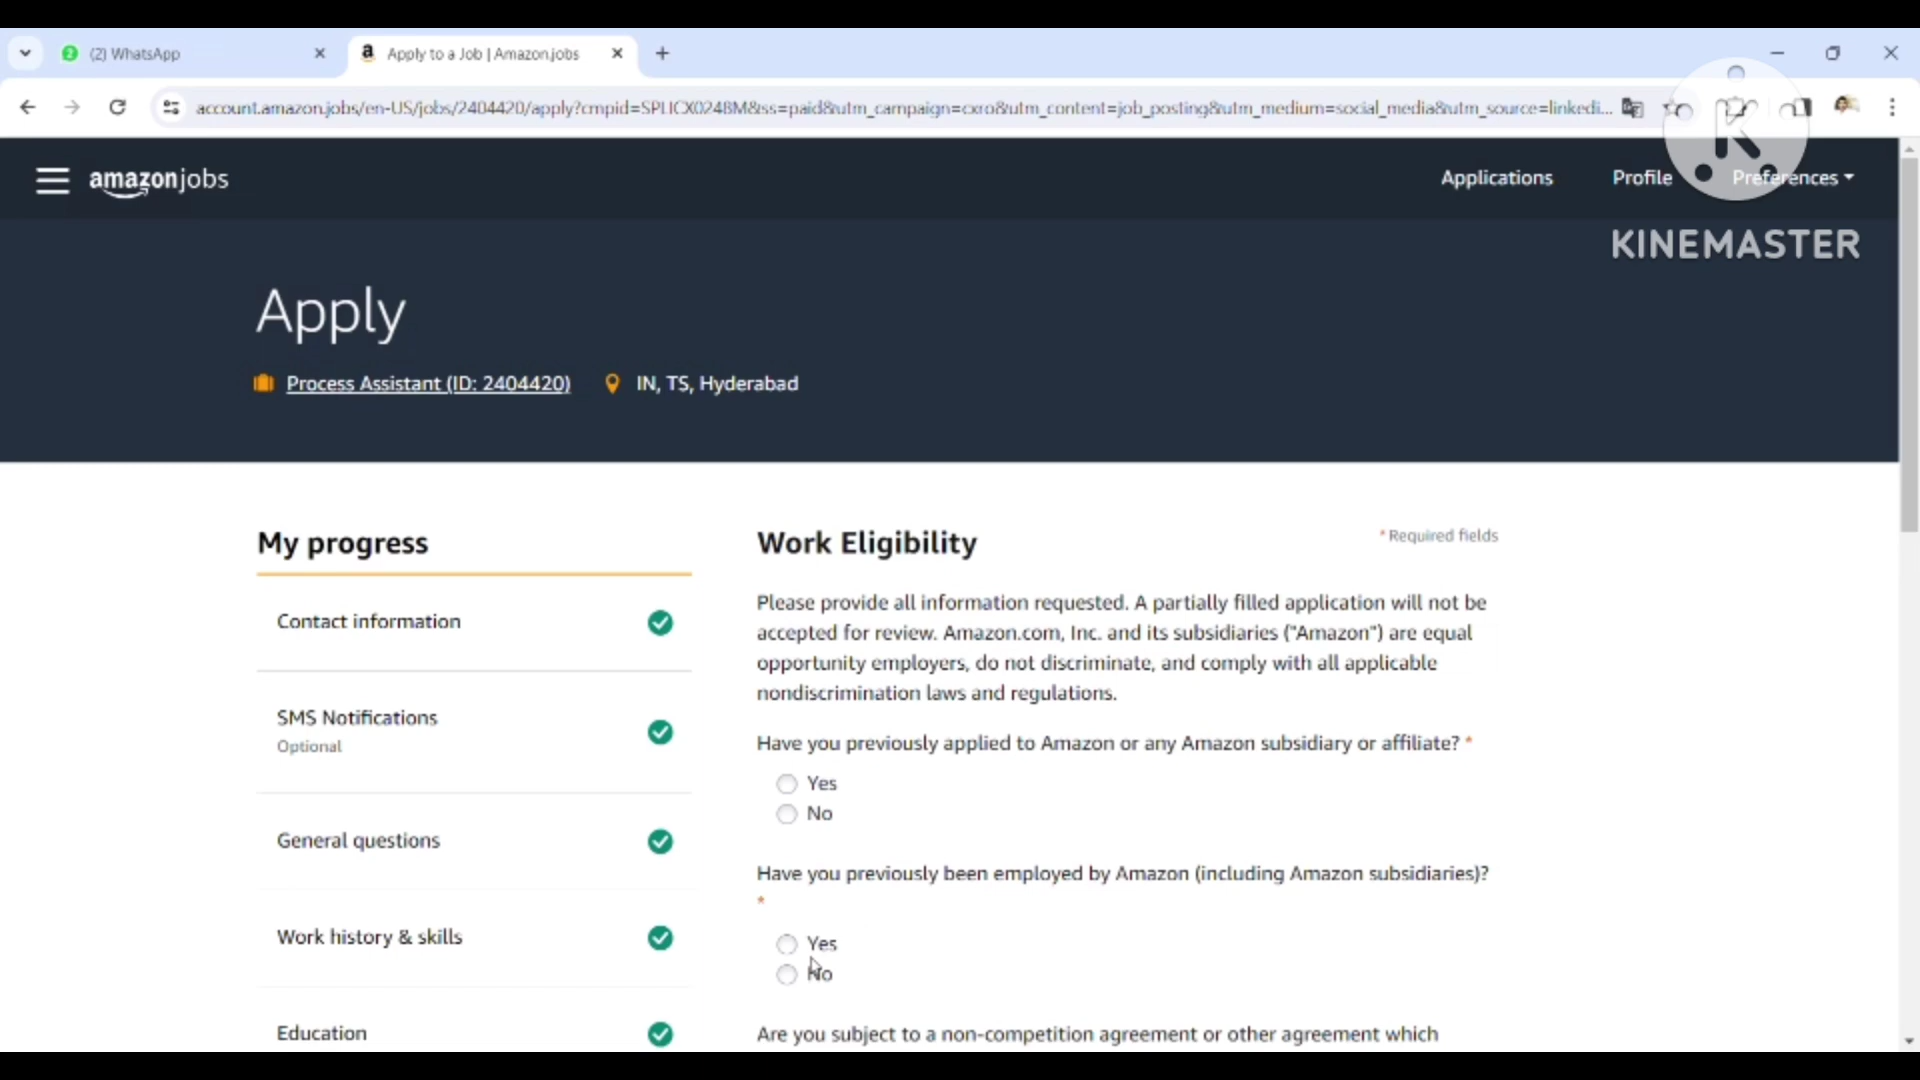 (2) WhatsApp
Apply to a Job | Amazon.jobs
account.amazon.jobs/en-US/jobs/2404420/apply?cmpid=SPLICX0248M&ss=paid&utm_campaign=cxro&utm_content=job_posting&utm_medium=social_media&utm_source=linkedi...
amazon jobs
Applications
Profile
Preferences
KINEMASTER
Apply
Process Assistant (ID: 2404420)
IN, TS, Hyderabad
My progress
Contact information
SMS Notifications
Optional
General questions
Work history & skills
Education
Work Eligibility
* Required fields
Please provide all information requested. A partially filled application will not be
accepted for review. Amazon.com, Inc. and its subsidiaries ("Amazon") are equal
opportunity employers, do not discriminate, and comply with all applicable
nondiscrimination laws and regulations.
Have you previously applied to Amazon or any Amazon subsidiary or affiliate? *
Yes
No
Have you previously been employed by Amazon (including Amazon subsidiaries)?
*
Yes
No
Are you subject to a non-competition agreement or other agreement which